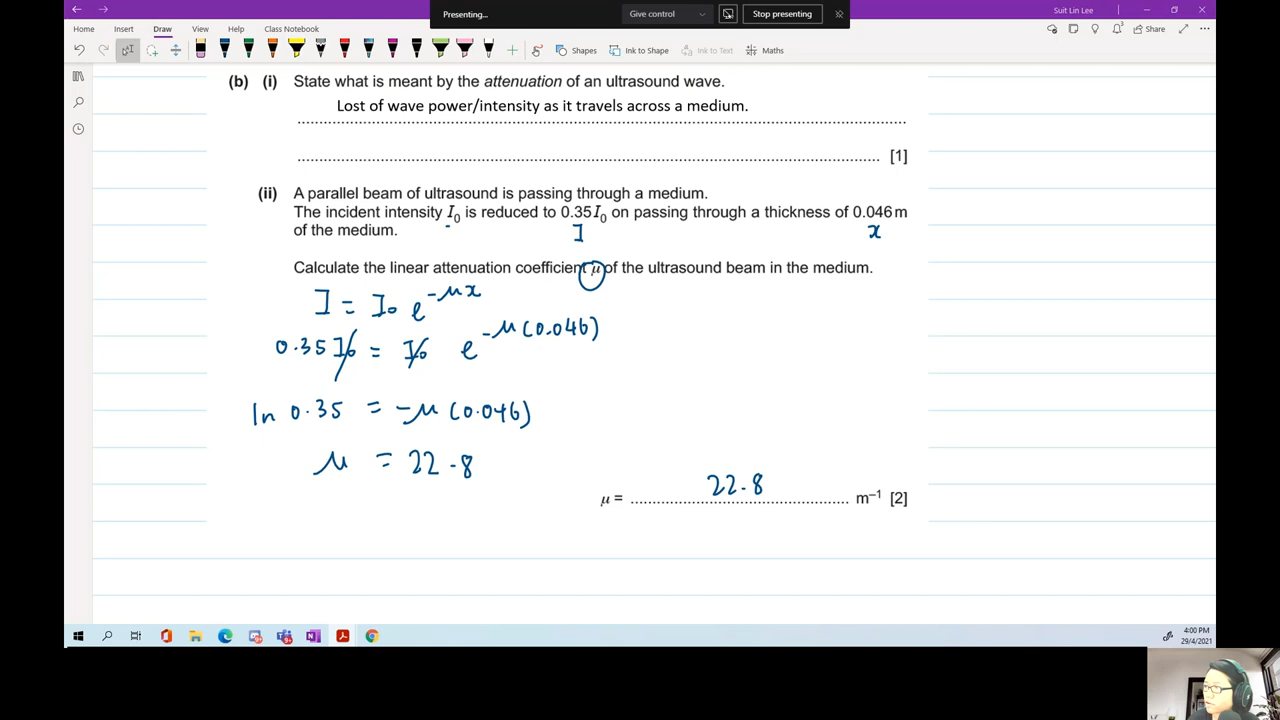 Presenting...
Give control
Stop presenting
Suit Lin Lee
Home Insert Draw View Help Class Notebook
Share
Shapes Ink to Shape Ink to Text Maths
(b) (i) State what is meant by the attenuation of an ultrasound wave.
Lost of wave power/intensity as it travels across a medium.
[1]
(ii) A parallel beam of ultrasound is passing through a medium.
The incident intensity I₀ is reduced to 0.35I₀ on passing through a thickness of 0.046 m
I x
of the medium.
Calculate the linear attenuation coefficient μ of the ultrasound beam in the medium.
I = I₀ e^(-μx)
0.35 I₀ = I₀ e^(-μ(0.046))
ln 0.35 = -μ(0.046)
μ = 22.8
22.8
μ = ........ m⁻¹ [2]
4:00 PM
29/4/2021